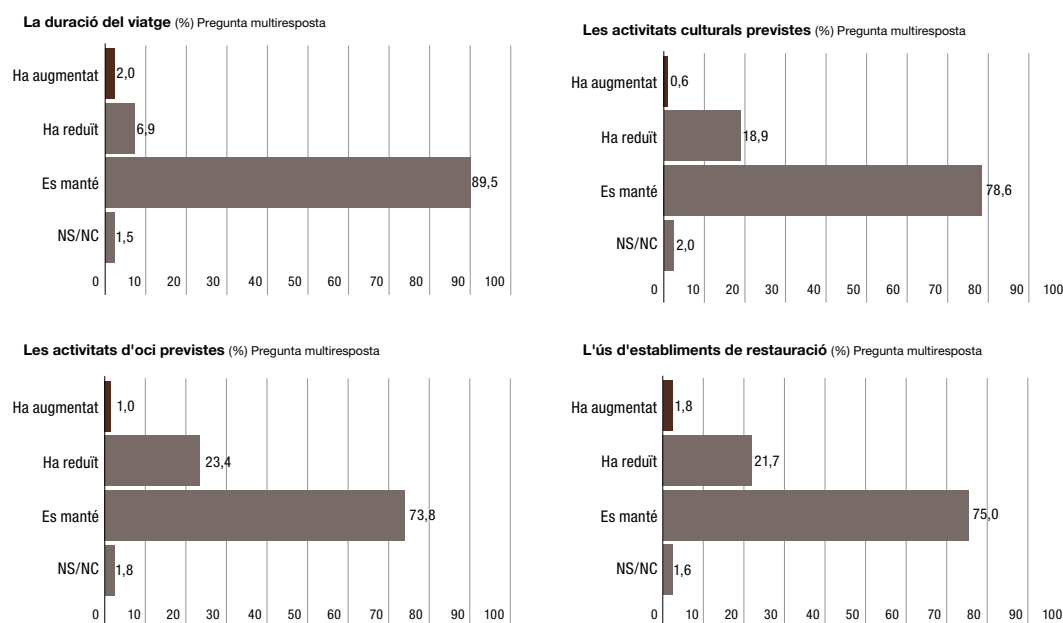 La duració del viatge (%) Pregunta multiresposta
Ha augmentat 2,0
Ha reduït 6,9
Es manté 89,5
NS/NC 1,5
0 10 20 30 40 50 60 70 80 90 100
Les activitats culturals previstes (%) Pregunta multiresposta
Ha augmentat 0,6
Ha reduït 18,9
Es manté 78,6
NS/NC 2,0
0 10 20 30 40 50 60 70 80 90 100
Les activitats d'oci previstes (%) Pregunta multiresposta
Ha augmentat 1,0
Ha reduït 23,4
Es manté 73,8
NS/NC 1,8
0 10 20 30 40 50 60 70 80 90 100
L'ús d'establiments de restauració (%) Pregunta multiresposta
Ha augmentat 1,8
Ha reduït 21,7
Es manté 75,0
NS/NC 1,6
0 10 20 30 40 50 60 70 80 90 100